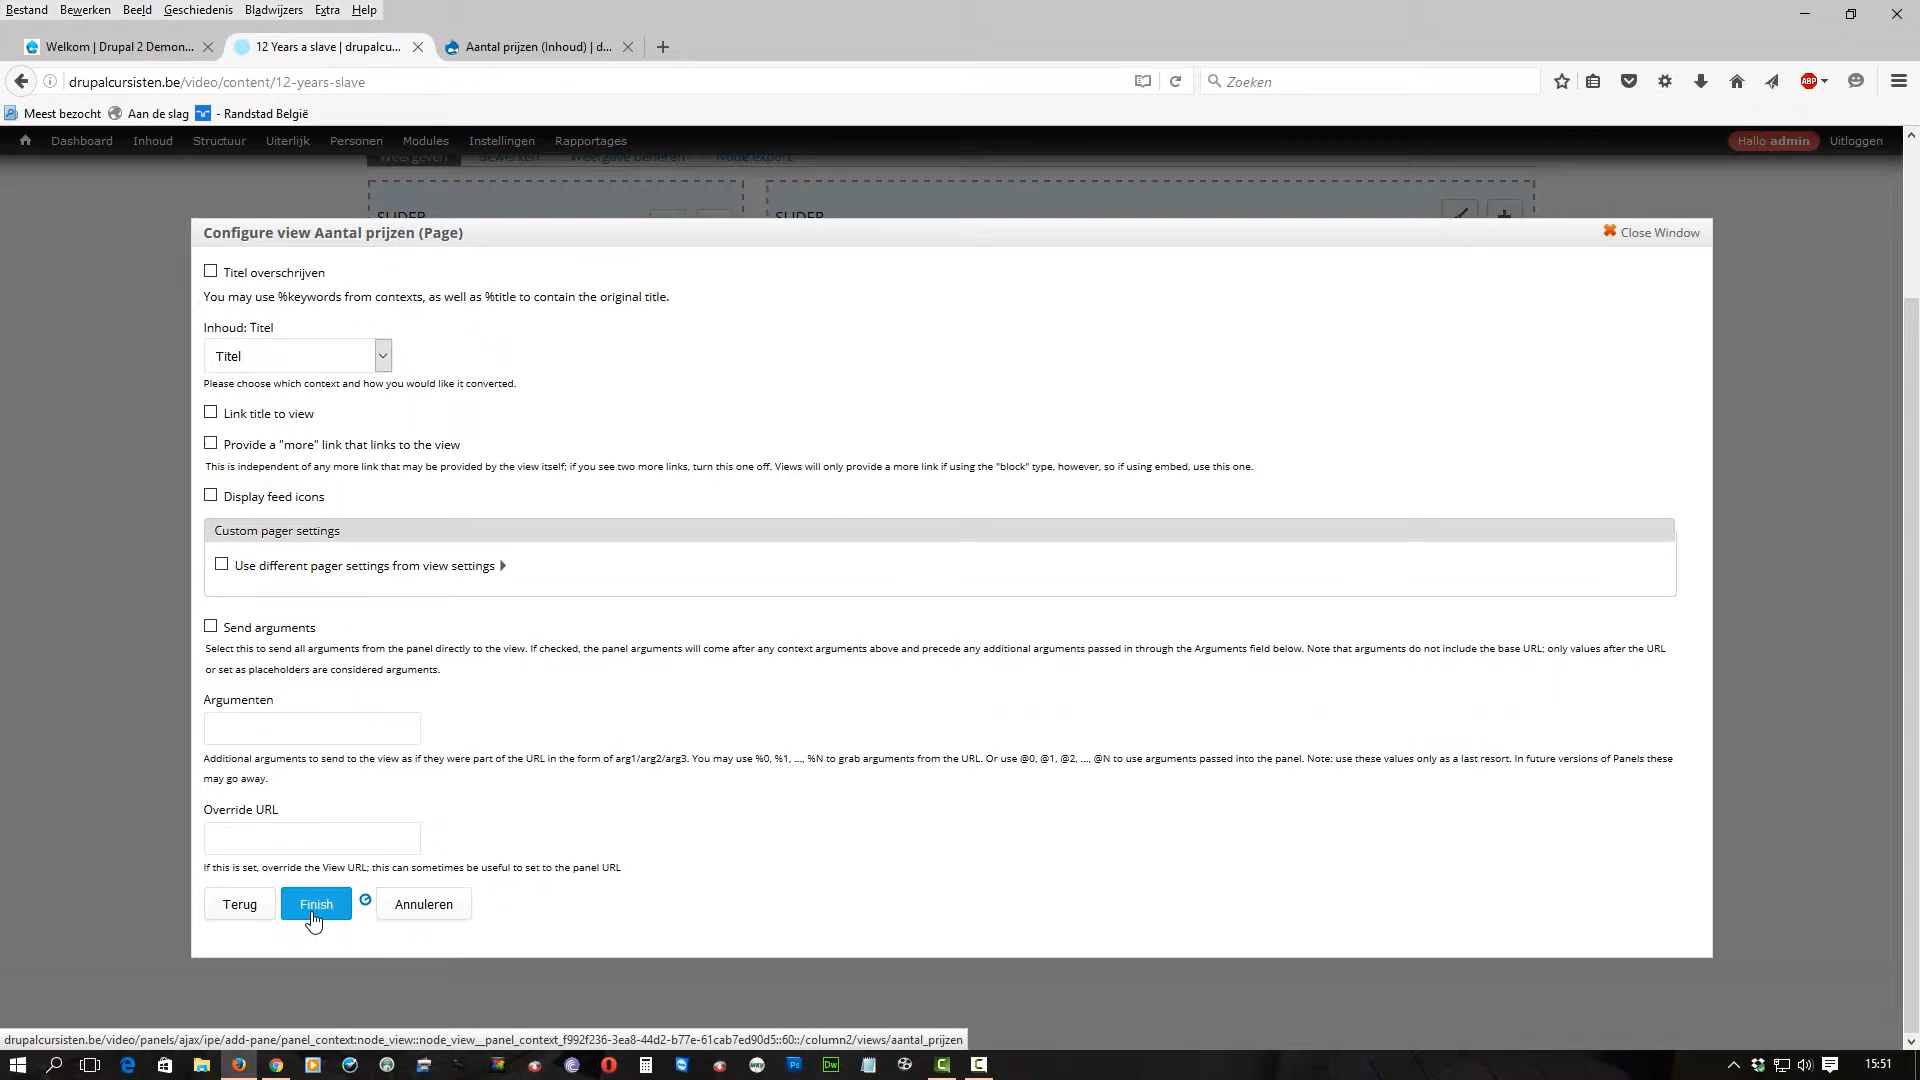 Bestand Bewerken Beeld Geschiedenis Bladwijzers Extra Help
Welkom | Drupal 2 Demon...
12 Years a slave | drupalcu...
Aantal prijzen (Inhoud) | d...
drupalcursisten.be/video/content/12-years-slave
Zoeken
ABP
Meest bezocht Aan de slag - Randstad België
Dashboard Inhoud Structuur Uiterlijk Personen Modules Instellingen Rapportages Hallo admin Uitloggen
Weergeven Bewerken Weergave beheren Node export
SLIDER SLIDER
Configure view Aantal prijzen (Page) Close Window
Titel overschrijven
You may use %keywords from contexts, as well as %title to contain the original title.
Inhoud: Titel
Titel
Please choose which context and how you would like it converted.
Link title to view
Provide a "more" link that links to the view
This is independent of any more link that may be provided by the view itself; if you see two more links, turn this one off. Views will only provide a more link if using the "block" type, however, so if using embed, use this one.
Display feed icons
Custom pager settings
Use different pager settings from view settings
Send arguments
Select this to send all arguments from the panel directly to the view. If checked, the panel arguments will come after any context arguments above and precede any additional arguments passed in through the Arguments field below. Note that arguments do not include the base URL; only values after the URL
or set as placeholders are considered arguments.
Argumenten
Additional arguments to send to the view as if they were part of the URL in the form of arg1/arg2/arg3. You may use %0, %1, ..., %N to grab arguments from the URL. Or use @0, @1, @2, ..., @N to use arguments passed into the panel. Note: use these values only as a last resort. In future versions of Panels these
may go away.
Override URL
If this is set, override the View URL; this can sometimes be useful to set to the panel URL
Terug Finish Annuleren
drupalcursisten.be/video/panels/ajax/ipe/add-pane/panel_context:node_view::node_view__panel_context_f992f236-3ea8-44d2-b77e-61cab7ed90d5::60::/column2/views/aantal_prijzen
Ps Dw 15:51